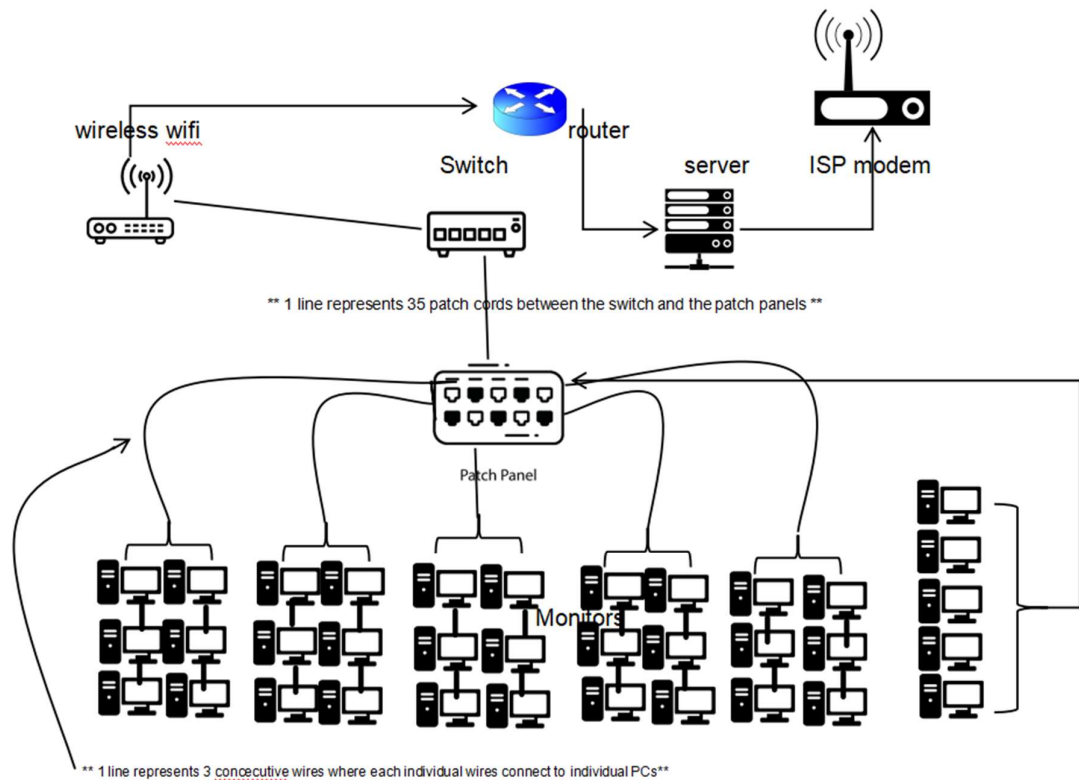 wireless wifi
router
Switch
server
ISP modem
** 1 line represents 35 patch cords between the switch and the patch panels **
Patch Panel
Monitors
** 1 line represents 3 concecutive wires where each individual wires connect to individual PCs**